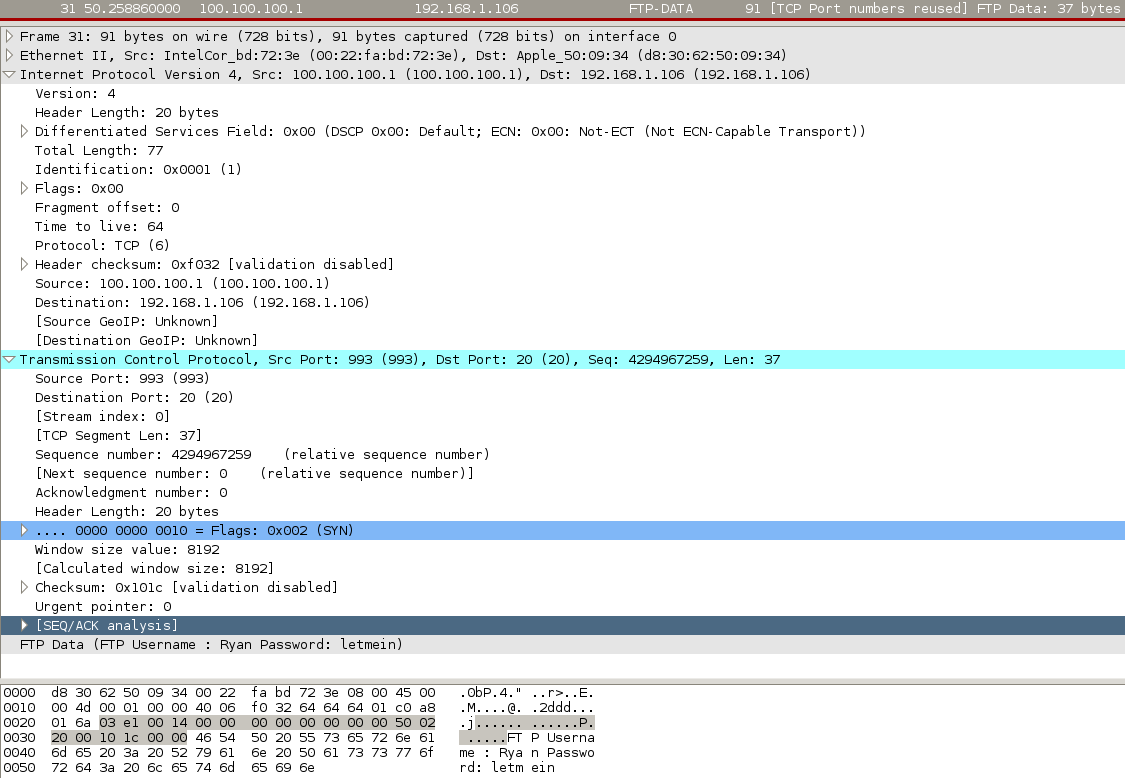 31 50.258860000 100.100.100.1 192.168.1.106 FTP-DATA 91 [TCP Port numbers reused] FTP Data: 37 bytes
Frame 31: 91 bytes on wire (728 bits), 91 bytes captured (728 bits) on interface 0
Ethernet II, Src: IntelCor_bd:72:3e (00:22:fa:bd:72:3e), Dst: Apple_50:09:34 (d8:30:62:50:09:34)
Internet Protocol Version 4, Src: 100.100.100.1 (100.100.100.1), Dst: 192.168.1.106 (192.168.1.106)
Version: 4
Header Length: 20 bytes
Differentiated Services Field: 0x00 (DSCP 0x00: Default; ECN: 0x00: Not-ECT (Not ECN-Capable Transport))
Total Length: 77
Identification: 0x0001 (1)
Flags: 0x00
Fragment offset: 0
Time to live: 64
Protocol: TCP (6)
Header checksum: 0xf032 [validation disabled]
Source: 100.100.100.1 (100.100.100.1)
Destination: 192.168.1.106 (192.168.1.106)
[Source GeoIP: Unknown]
[Destination GeoIP: Unknown]
Transmission Control Protocol, Src Port: 993 (993), Dst Port: 20 (20), Seq: 4294967259, Len: 37
Source Port: 993 (993)
Destination Port: 20 (20)
[Stream index: 0]
[TCP Segment Len: 37]
Sequence number: 4294967259    (relative sequence number)
[Next sequence number: 0    (relative sequence number)]
Acknowledgment number: 0
Header Length: 20 bytes
.... 0000 0000 0010 = Flags: 0x002 (SYN)
Window size value: 8192
[Calculated window size: 8192]
Checksum: 0x101c [validation disabled]
Urgent pointer: 0
[SEQ/ACK analysis]
FTP Data (FTP Username : Ryan Password: letmein)
0000  d8 30 62 50 09 34 00 22  fa bd 72 3e 08 00 45 00   .0bP.4." ..r>..E.
0010  00 4d 00 01 00 00 40 06  f0 32 64 64 64 01 c0 a8   .M....@. .2ddd...
0020  01 6a 03 e1 00 14 00 00  00 00 00 00 00 00 50 02   .j...... ......P.
0030  20 00 10 1c 00 00 46 54  50 20 55 73 65 72 6e 61    .....FT P Userna
0040  6d 65 20 3a 20 52 79 61  6e 20 50 61 73 73 77 6f   me : Rya n Passwo
0050  72 64 3a 20 6c 65 74 6d  65 69 6e   rd: letm ein